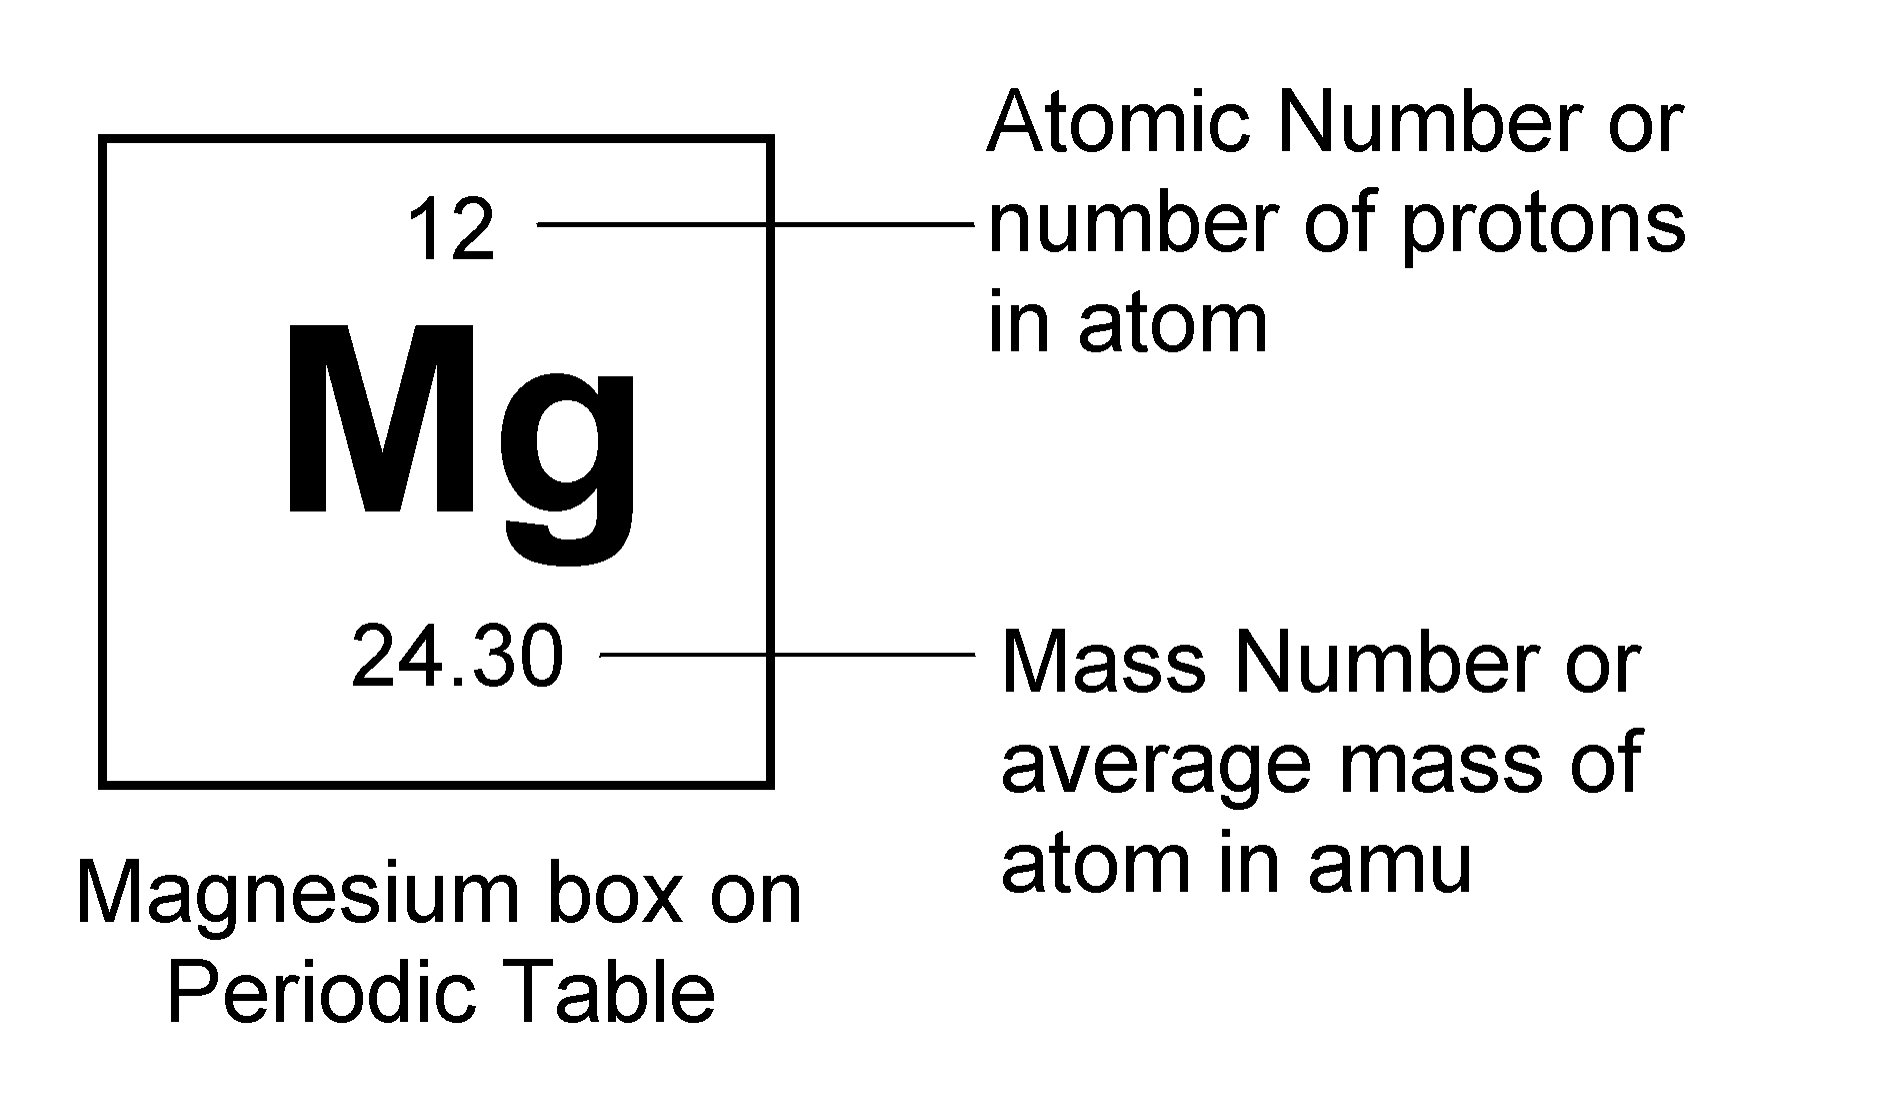 12
Mg
24.30
Magnesium box on
Periodic Table
Atomic Number or
number of protons
in atom
Mass Number or
average mass of
atom in amu